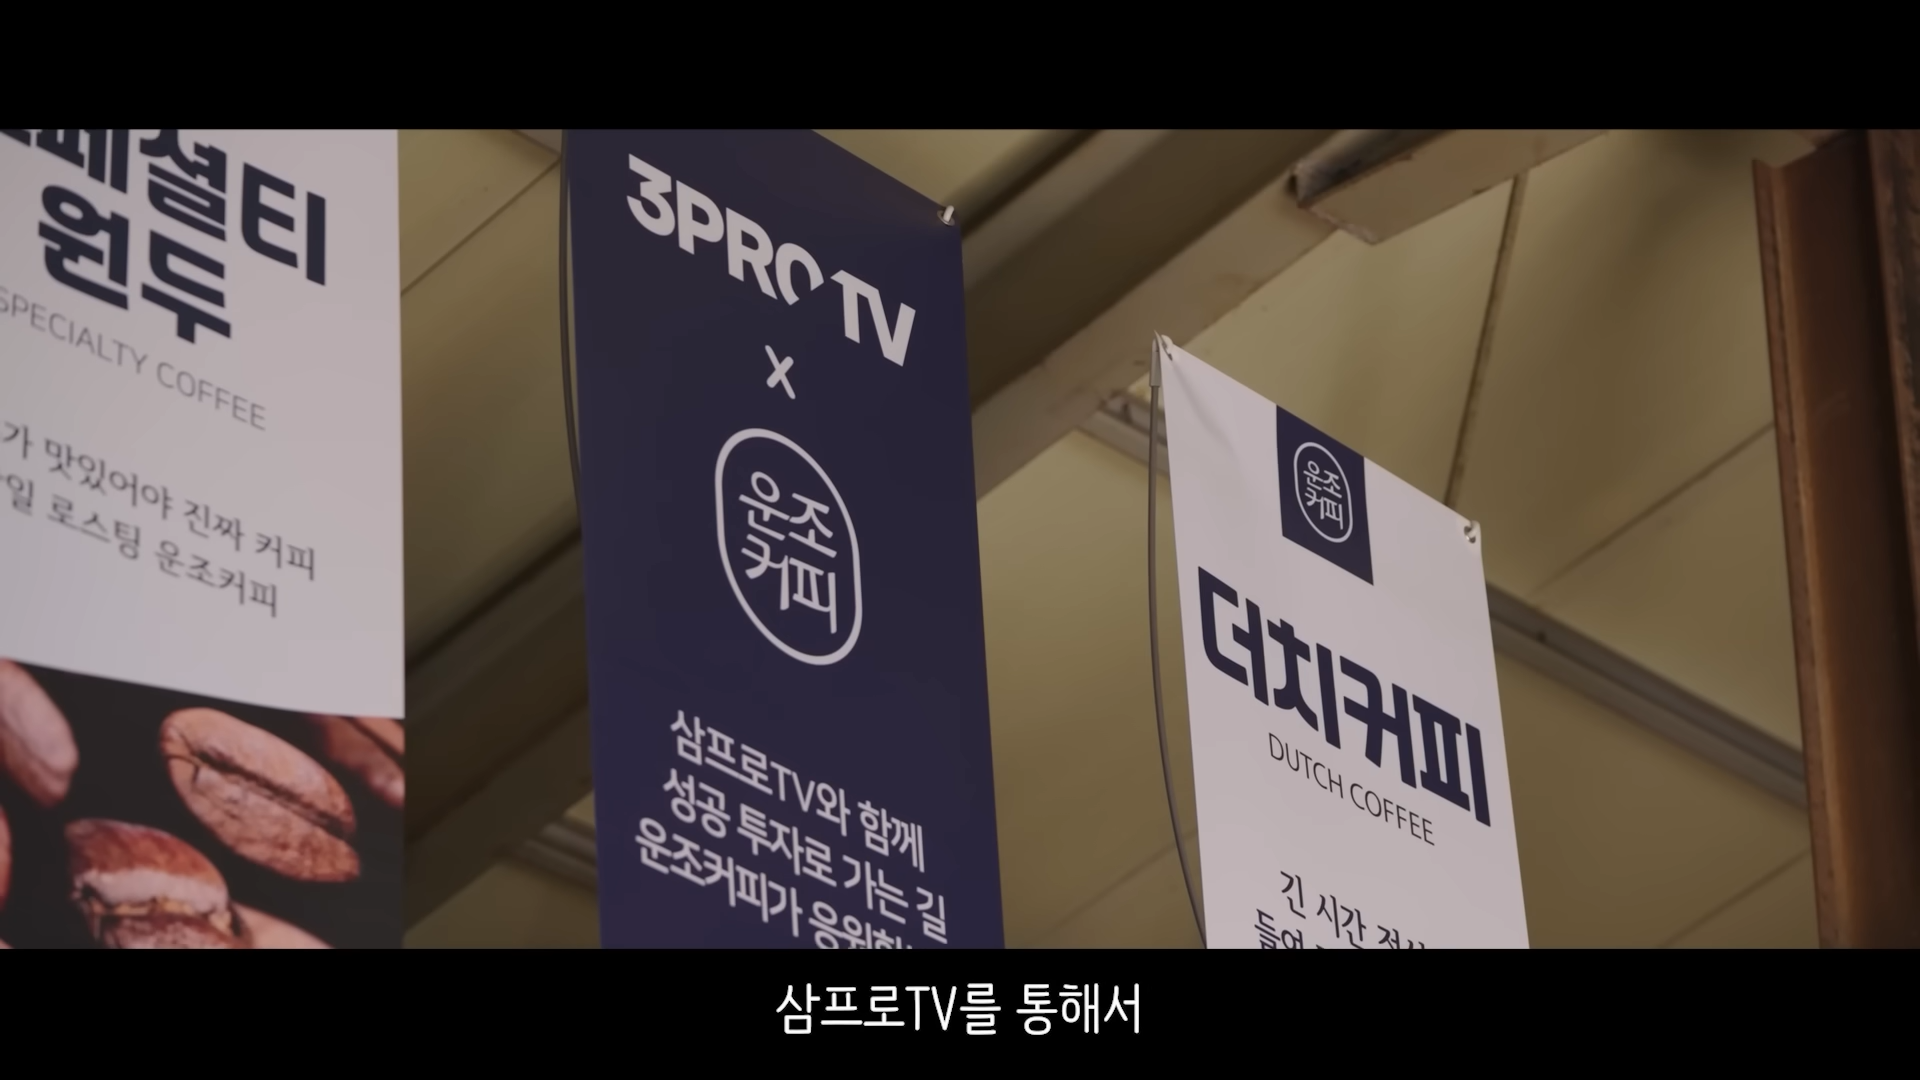 원두
SPECIALTY COFFEE
맛있어야 진짜 커피
로스팅 운조커피
3PRO TV
x
운조
커피
삼프로TV와 함께
성공 투자로 가는 길
운조커피가
운조
커피
더치커피
DUTCH COFFEE
긴 시간
삼프로TV를 통해서